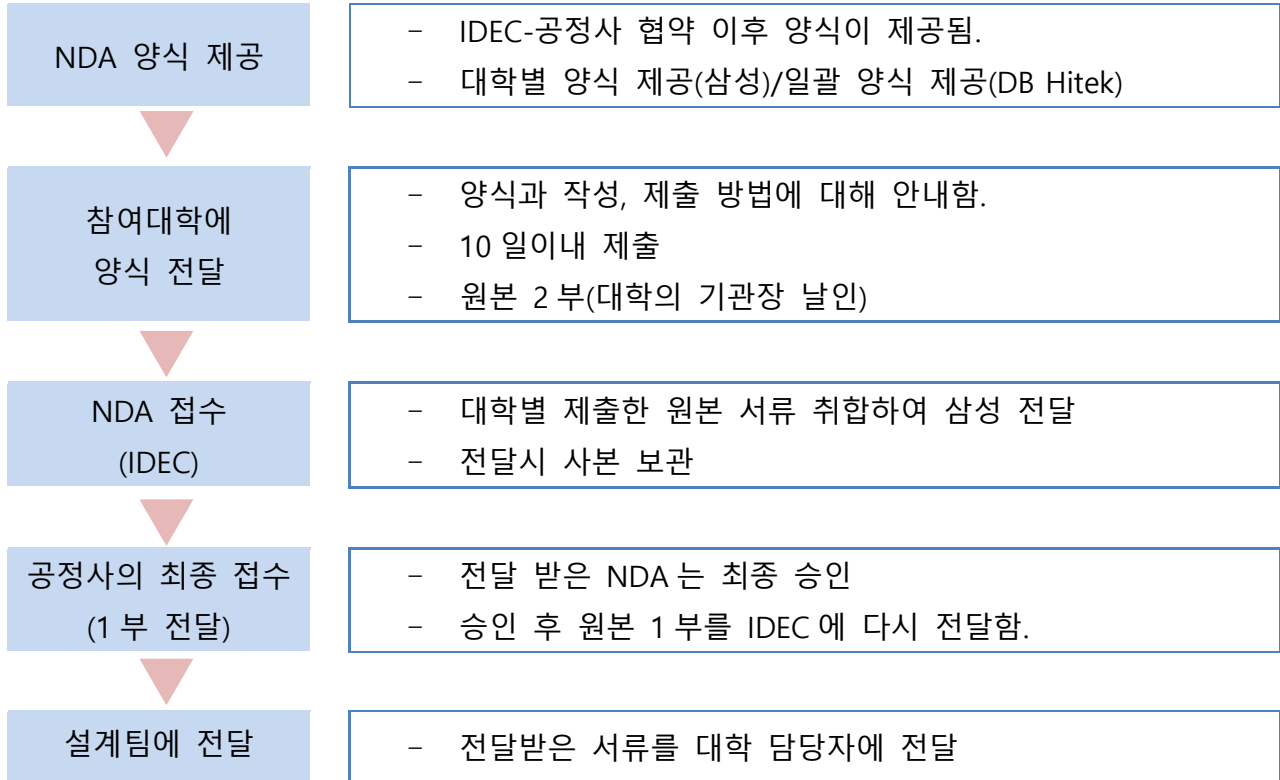 NDA 양식 제공
– IDEC-공정사 협약 이후 양식이 제공됨.
– 대학별 양식 제공(삼성)/일괄 양식 제공(DB Hitek)
참여대학에
양식 전달
– 양식과 작성, 제출 방법에 대해 안내함.
– 10 일이내 제출
– 원본 2 부(대학의 기관장 날인)
NDA 접수
(IDEC)
– 대학별 제출한 원본 서류 취합하여 삼성 전달
– 전달시 사본 보관
공정사의 최종 접수
(1 부 전달)
– 전달 받은 NDA 는 최종 승인
– 승인 후 원본 1 부를 IDEC 에 다시 전달함.
설계팀에 전달
– 전달받은 서류를 대학 담당자에 전달